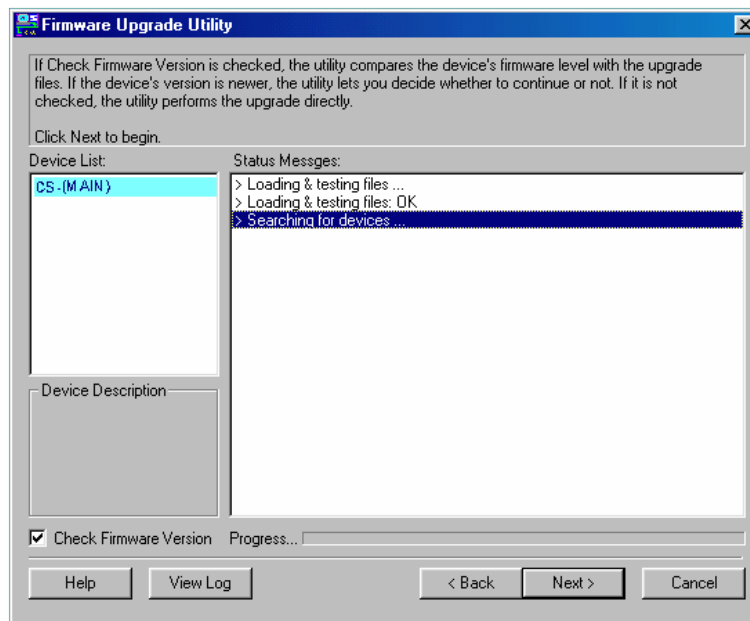 Firmware Upgrade Utility
If Check Firmware Version is checked, the utility compares the device's firmware level with the upgrade
files. If the device's version is newer, the utility lets you decide whether to continue or not. If it is not
checked, the utility performs the upgrade directly.
Click Next to begin.
Device List:
CS-(MAIN)
Status Messges:
> Loading & testing files ...
> Loading & testing files: OK
> Searching for devices ...
Device Description
Check Firmware Version
Progress...
Help
View Log
< Back
Next >
Cancel